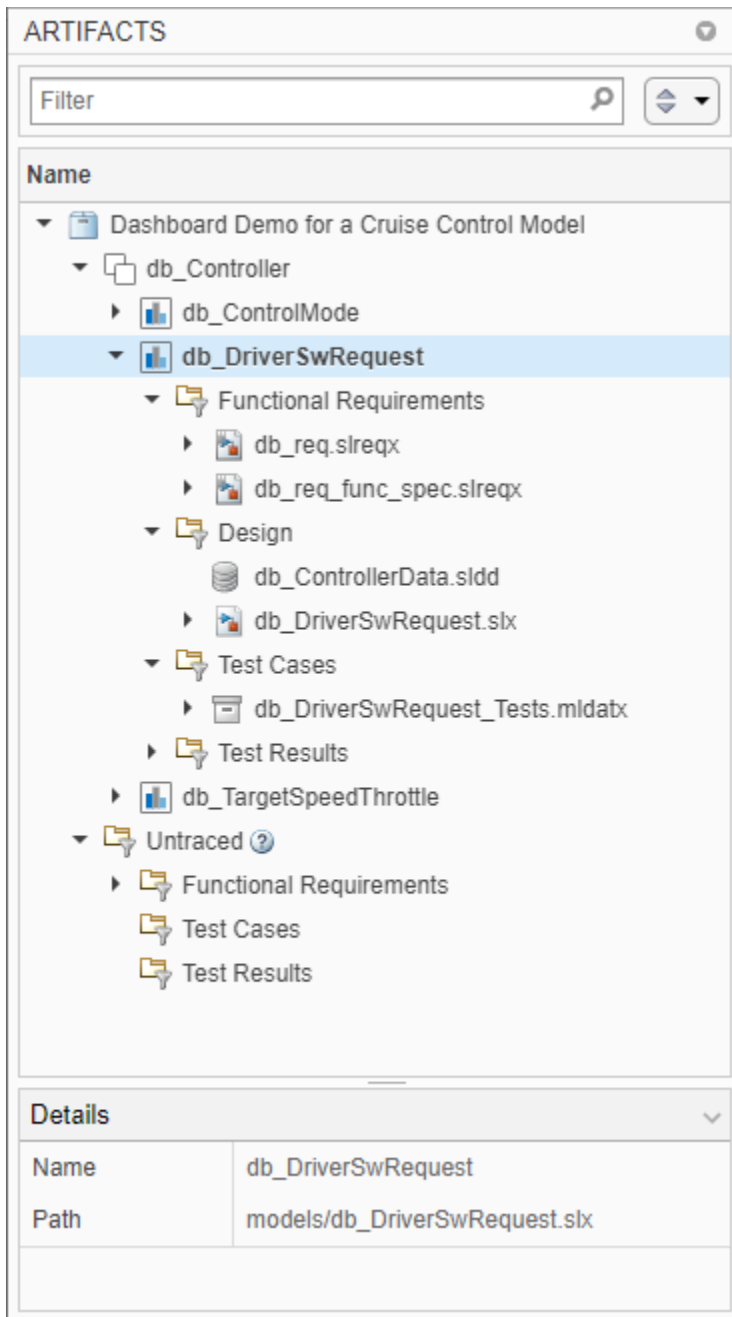 ARTIFACTS
Filter
Name
Dashboard Demo for a Cruise Control Model
db_Controller
db_ControlMode
db_DriverSwRequest
Functional Requirements
db_req.slreqx
db_req_func_spec.slreqx
Design
db_ControllerData.sldd
db_DriverSwRequest.slx
Test Cases
db_DriverSwRequest_Tests.mldatx
Test Results
db_TargetSpeedThrottle
Untraced ?
Functional Requirements
Test Cases
Test Results
Details
Name db_DriverSwRequest
Path models/db_DriverSwRequest.slx